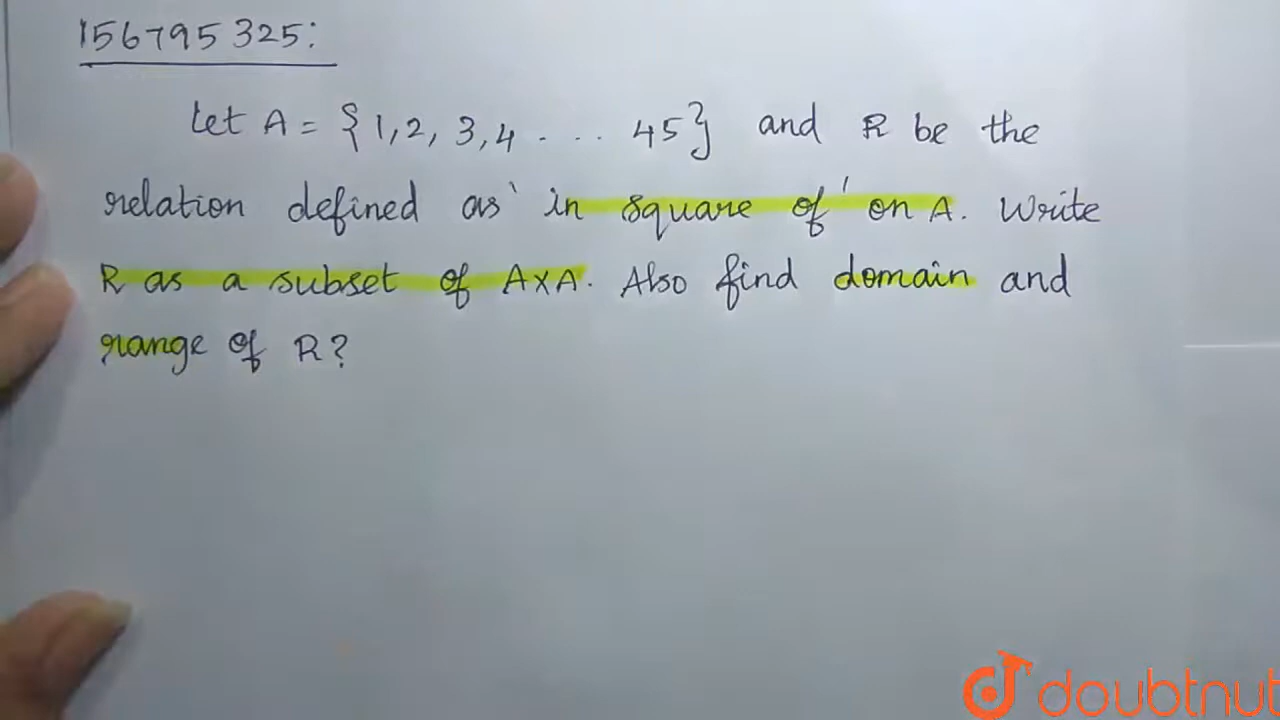 156795325:
Let A = {1, 2, 3, 4 . ... 45} and R be the
relation defined as 'in square of' on A. Write
R as a subset of A×A. Also find domain and
range of R?
doubtnut